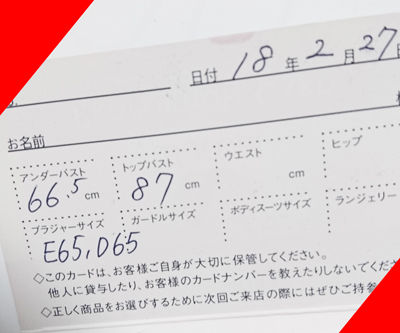 日付 18 年 2 月 27日
お名前
アンダーバスト トップバスト ウエスト ヒップ
66.5 cm 87 cm cm
ブラジャーサイズ ガードルサイズ ボディスーツサイズ ランジェリー
E65, D65
◇このカードは、お客様ご自身が大切に保管してください。
他人に貸与したり、お客様のカードナンバーを教えたりしないでくださ
◇正しく商品をお選びするために次回ご来店の際にはぜひご持参